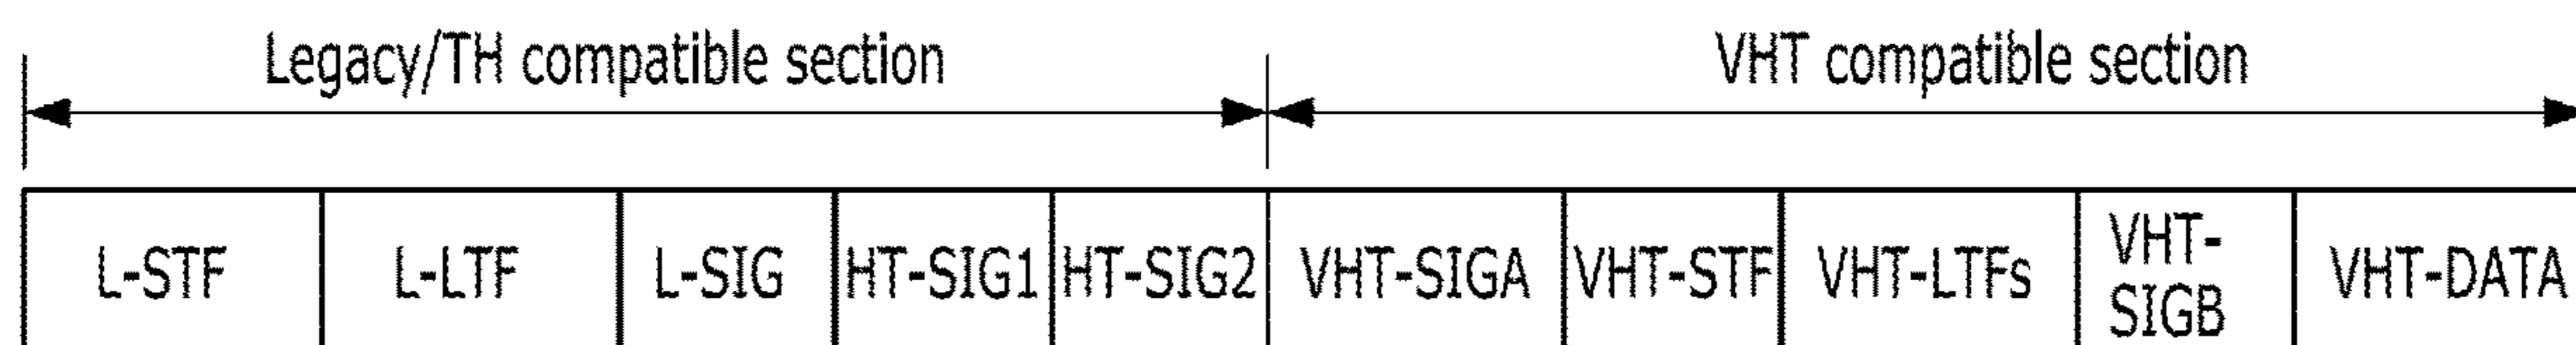 Legacy/TH compatible section
VHT compatible section
L-STF
L-LTF
L-SIG
HT-SIG1
HT-SIG2
VHT-SIGA
VHT-STF
VHT-LTFs
VHT-
SIGB
VHT-DATA